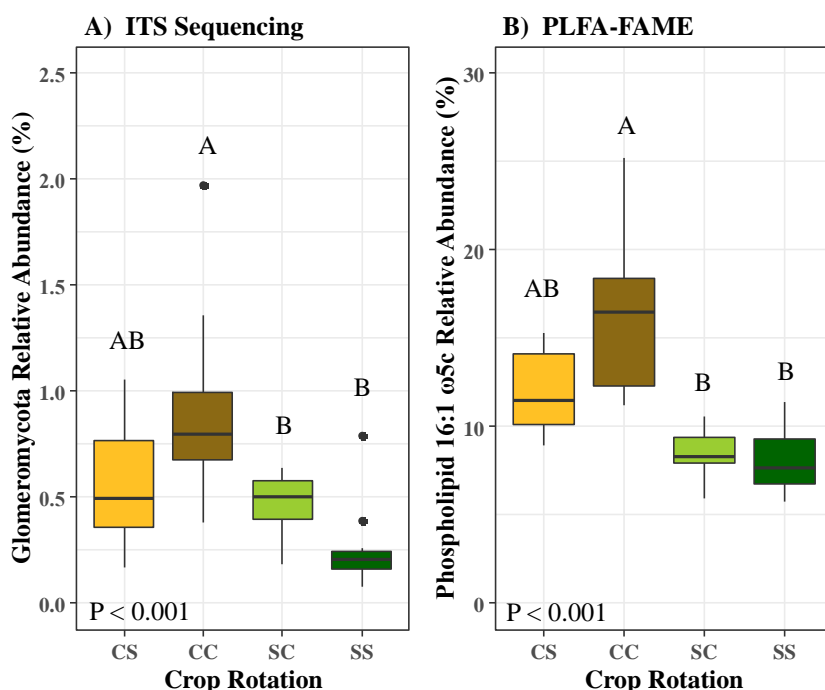 A) ITS Sequencing
Glomeromycota Relative Abundance (%)
2.5
2.0
1.5
1.0
0.5
0.0
AB
A
B
B
P < 0.001
CS CC SC SS
Crop Rotation
B) PLFA-FAME
Phospholipid 16:1 ω5c Relative Abundance (%)
30
20
10
0
AB
A
B
B
P < 0.001
CS CC SC SS
Crop Rotation